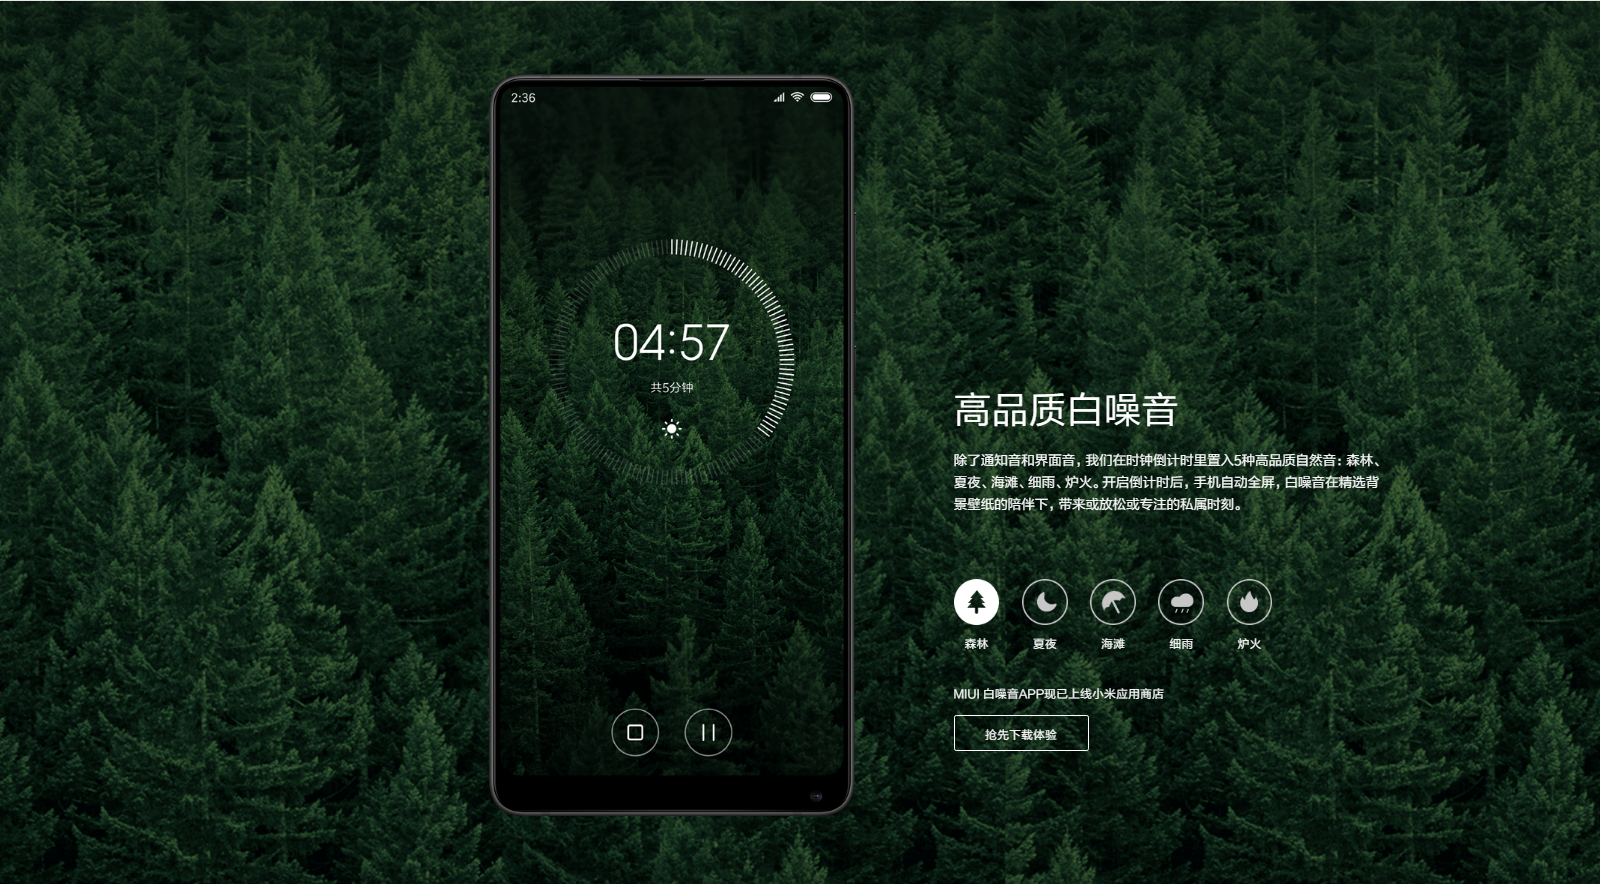 2:36
04:57
共5分钟
高品质白噪音
除了通知音和界面音，我们在时钟倒计时里置入5种高品质自然音：森林、
夏夜、海滩、细雨、炉火。开启倒计时后，手机自动全屏，白噪音在精选背
景壁纸的陪伴下，带来或放松或专注的私属时刻。
森林 夏夜 海滩 细雨 炉火
MIUI 白噪音APP现已上线小米应用商店
抢先下载体验